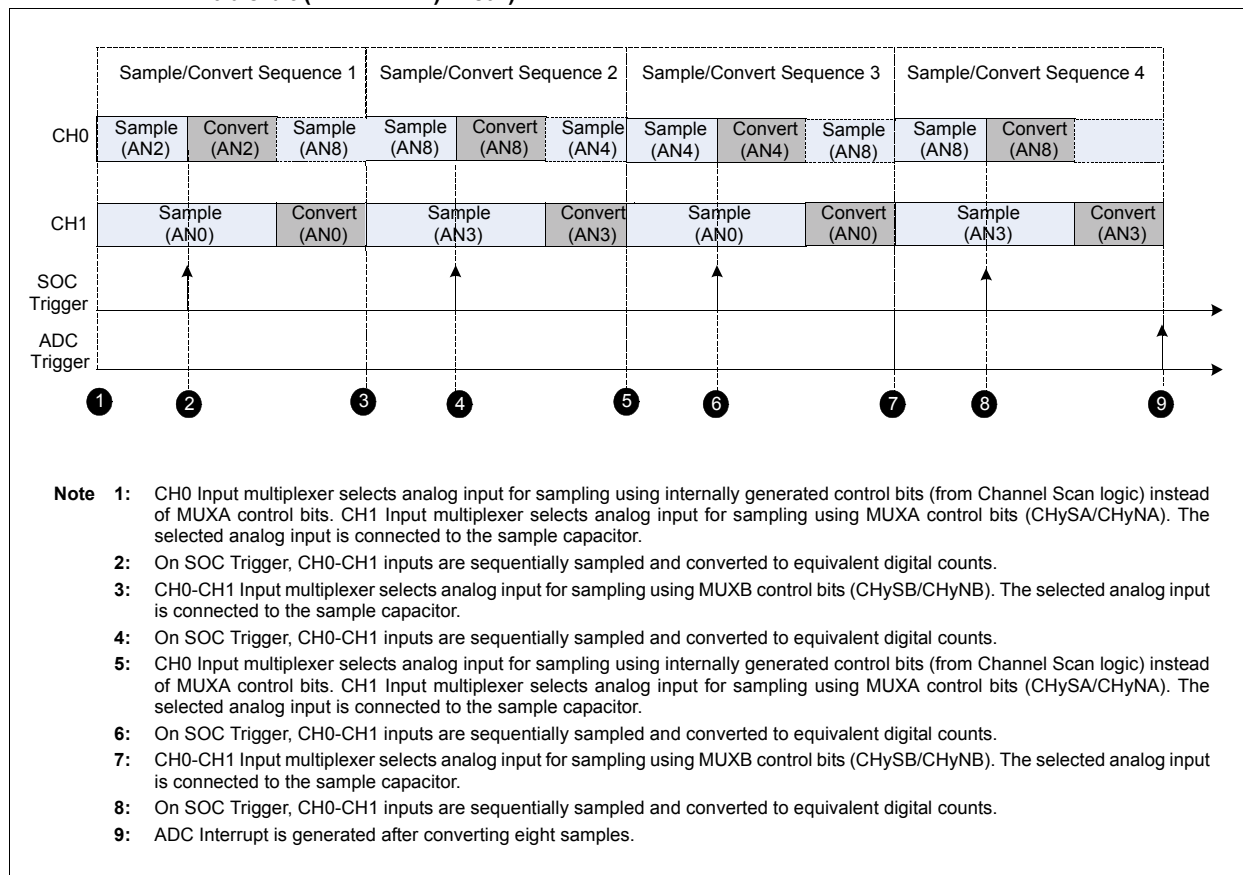 Sample/Convert Sequence 1
Sample/Convert Sequence 2
Sample/Convert Sequence 3
Sample/Convert Sequence 4
CH0
Sample
(AN2)
Convert
(AN2)
Sample
(AN8)
Sample
(AN8)
Convert
(AN8)
Sample
(AN4)
Sample
(AN4)
Convert
(AN4)
Sample
(AN8)
Sample
(AN8)
Convert
(AN8)
CH1
Sample
(AN0)
Convert
(AN0)
Sample
(AN3)
Convert
(AN3)
Sample
(AN0)
Convert
(AN0)
Sample
(AN3)
Convert
(AN3)
SOC
Trigger
ADC
Trigger
1 2 3 4 5 6 7 8 9
Note 1: CH0 Input multiplexer selects analog input for sampling using internally generated control bits (from Channel Scan logic) instead
of MUXA control bits. CH1 Input multiplexer selects analog input for sampling using MUXA control bits (CHySA/CHyNA). The
selected analog input is connected to the sample capacitor.
2: On SOC Trigger, CH0-CH1 inputs are sequentially sampled and converted to equivalent digital counts.
3: CH0-CH1 Input multiplexer selects analog input for sampling using MUXB control bits (CHySB/CHyNB). The selected analog input
is connected to the sample capacitor.
4: On SOC Trigger, CH0-CH1 inputs are sequentially sampled and converted to equivalent digital counts.
5: CH0 Input multiplexer selects analog input for sampling using internally generated control bits (from Channel Scan logic) instead
of MUXA control bits. CH1 Input multiplexer selects analog input for sampling using MUXA control bits (CHySA/CHyNA). The
selected analog input is connected to the sample capacitor.
6: On SOC Trigger, CH0-CH1 inputs are sequentially sampled and converted to equivalent digital counts.
7: CH0-CH1 Input multiplexer selects analog input for sampling using MUXB control bits (CHySB/CHyNB). The selected analog input
is connected to the sample capacitor.
8: On SOC Trigger, CH0-CH1 inputs are sequentially sampled and converted to equivalent digital counts.
9: ADC Interrupt is generated after converting eight samples.